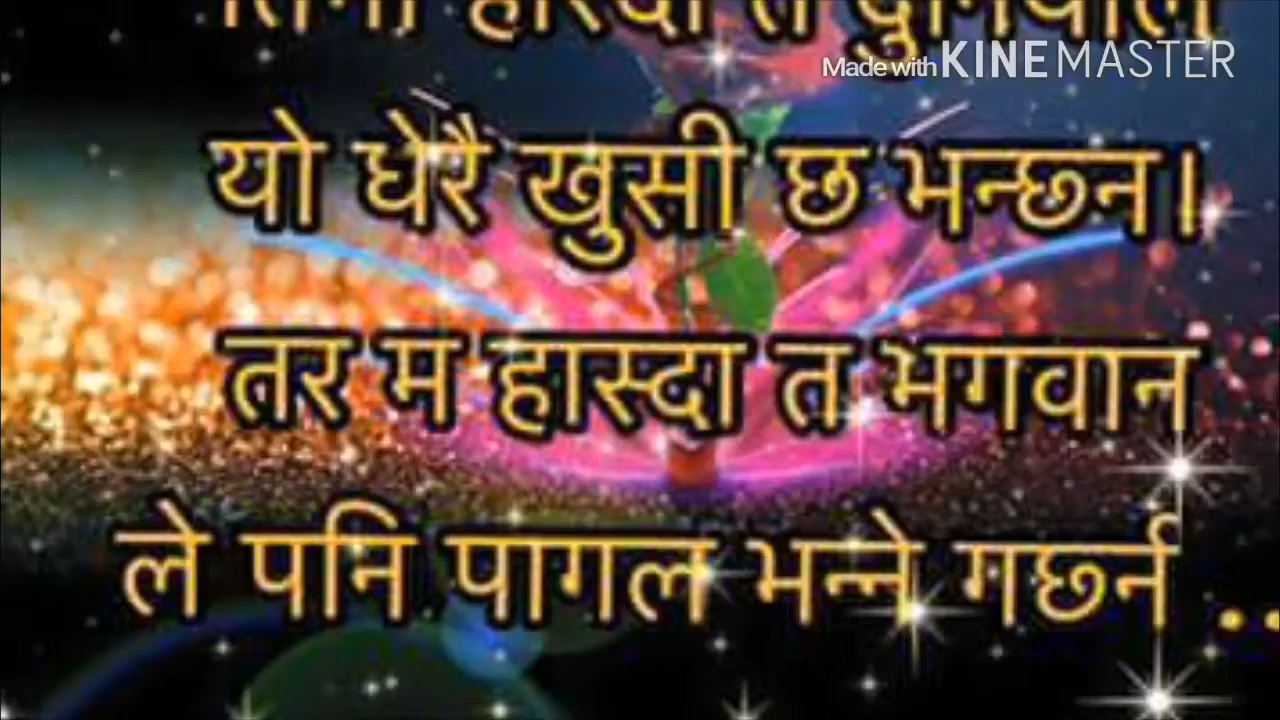 हास्दा त
Made with KINEMASTER
यो धेरै खुसी छ भन्छन।
तर म हास्दा त भगवान
ले पनि पागल भन्ने गर्छन ..